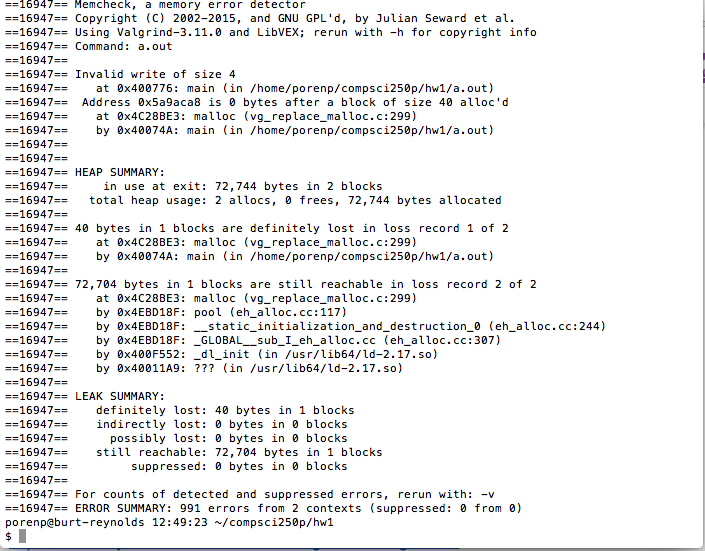 ==16947== Memcheck, a memory error detector
==16947== Copyright (C) 2002-2015, and GNU GPL'd, by Julian Seward et al.
==16947== Using Valgrind-3.11.0 and LibVEX; rerun with -h for copyright info
==16947== Command: a.out
==16947==
==16947== Invalid write of size 4
==16947==    at 0x400776: main (in /home/porenp/compsci250p/hw1/a.out)
==16947==  Address 0x5a9aca8 is 0 bytes after a block of size 40 alloc'd
==16947==    at 0x4C28BE3: malloc (vg_replace_malloc.c:299)
==16947==    by 0x40074A: main (in /home/porenp/compsci250p/hw1/a.out)
==16947==
==16947==
==16947== HEAP SUMMARY:
==16947==     in use at exit: 72,744 bytes in 2 blocks
==16947==   total heap usage: 2 allocs, 0 frees, 72,744 bytes allocated
==16947==
==16947== 40 bytes in 1 blocks are definitely lost in loss record 1 of 2
==16947==    at 0x4C28BE3: malloc (vg_replace_malloc.c:299)
==16947==    by 0x40074A: main (in /home/porenp/compsci250p/hw1/a.out)
==16947==
==16947== 72,704 bytes in 1 blocks are still reachable in loss record 2 of 2
==16947==    at 0x4C28BE3: malloc (vg_replace_malloc.c:299)
==16947==    by 0x4EBD18F: pool (eh_alloc.cc:117)
==16947==    by 0x4EBD18F: __static_initialization_and_destruction_0 (eh_alloc.cc:244)
==16947==    by 0x4EBD18F: _GLOBAL__sub_I_eh_alloc.cc (eh_alloc.cc:307)
==16947==    by 0x400F552: _dl_init (in /usr/lib64/ld-2.17.so)
==16947==    by 0x40011A9: ??? (in /usr/lib64/ld-2.17.so)
==16947==
==16947== LEAK SUMMARY:
==16947==    definitely lost: 40 bytes in 1 blocks
==16947==    indirectly lost: 0 bytes in 0 blocks
==16947==      possibly lost: 0 bytes in 0 blocks
==16947==    still reachable: 72,704 bytes in 1 blocks
==16947==         suppressed: 0 bytes in 0 blocks
==16947==
==16947== For counts of detected and suppressed errors, rerun with: -v
==16947== ERROR SUMMARY: 991 errors from 2 contexts (suppressed: 0 from 0)
porenp@burt-reynolds 12:49:23 ~/compsci250p/hw1
$